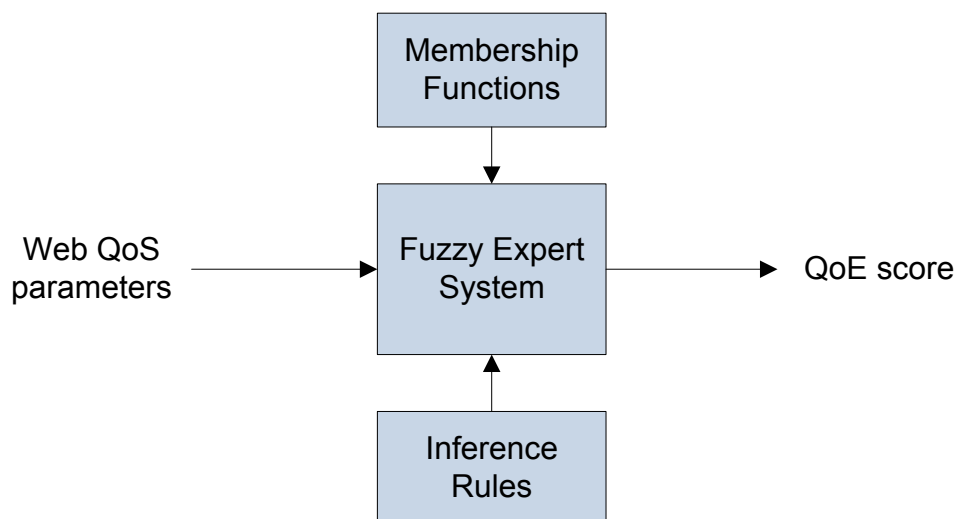 Membership
Functions
Web QoS
parameters
Fuzzy Expert
System
QoE score
Inference
Rules